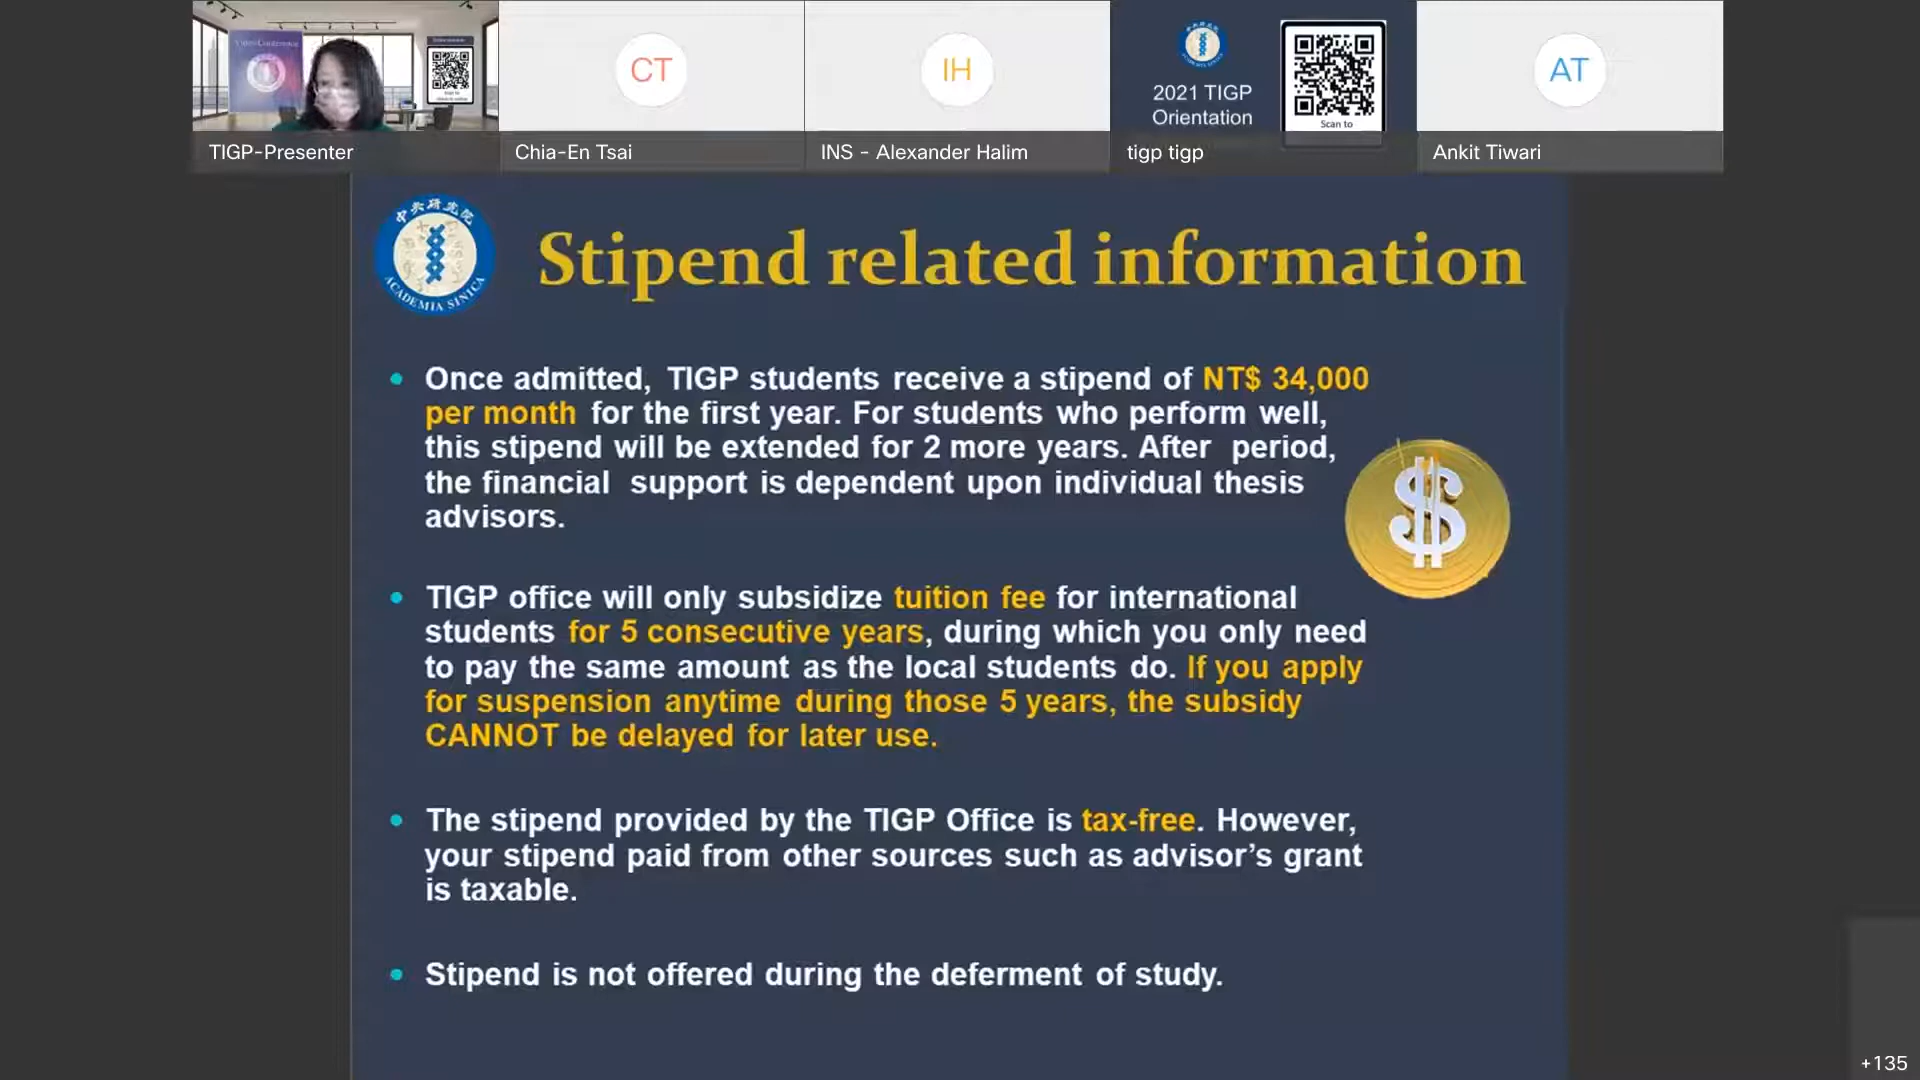 Video Conference
CT
IH
2021 TIGP
Orientation
Scan to
AT
TIGP-Presenter
Chia-En Tsai
INS - Alexander Halim
tigp tigp
Ankit Tiwari
中央研究院
ACADEMIA SINICA
Stipend related information
Once admitted, TIGP students receive a stipend of NT$ 34,000
per month for the first year. For students who perform well,
this stipend will be extended for 2 more years. After period,
the financial support is dependent upon individual thesis
advisors.
TIGP office will only subsidize tuition fee for international
students for 5 consecutive years, during which you only need
to pay the same amount as the local students do. If you apply
for suspension anytime during those 5 years, the subsidy
CANNOT be delayed for later use.
The stipend provided by the TIGP Office is tax-free. However,
your stipend paid from other sources such as advisor’s grant
is taxable.
Stipend is not offered during the deferment of study.
+135